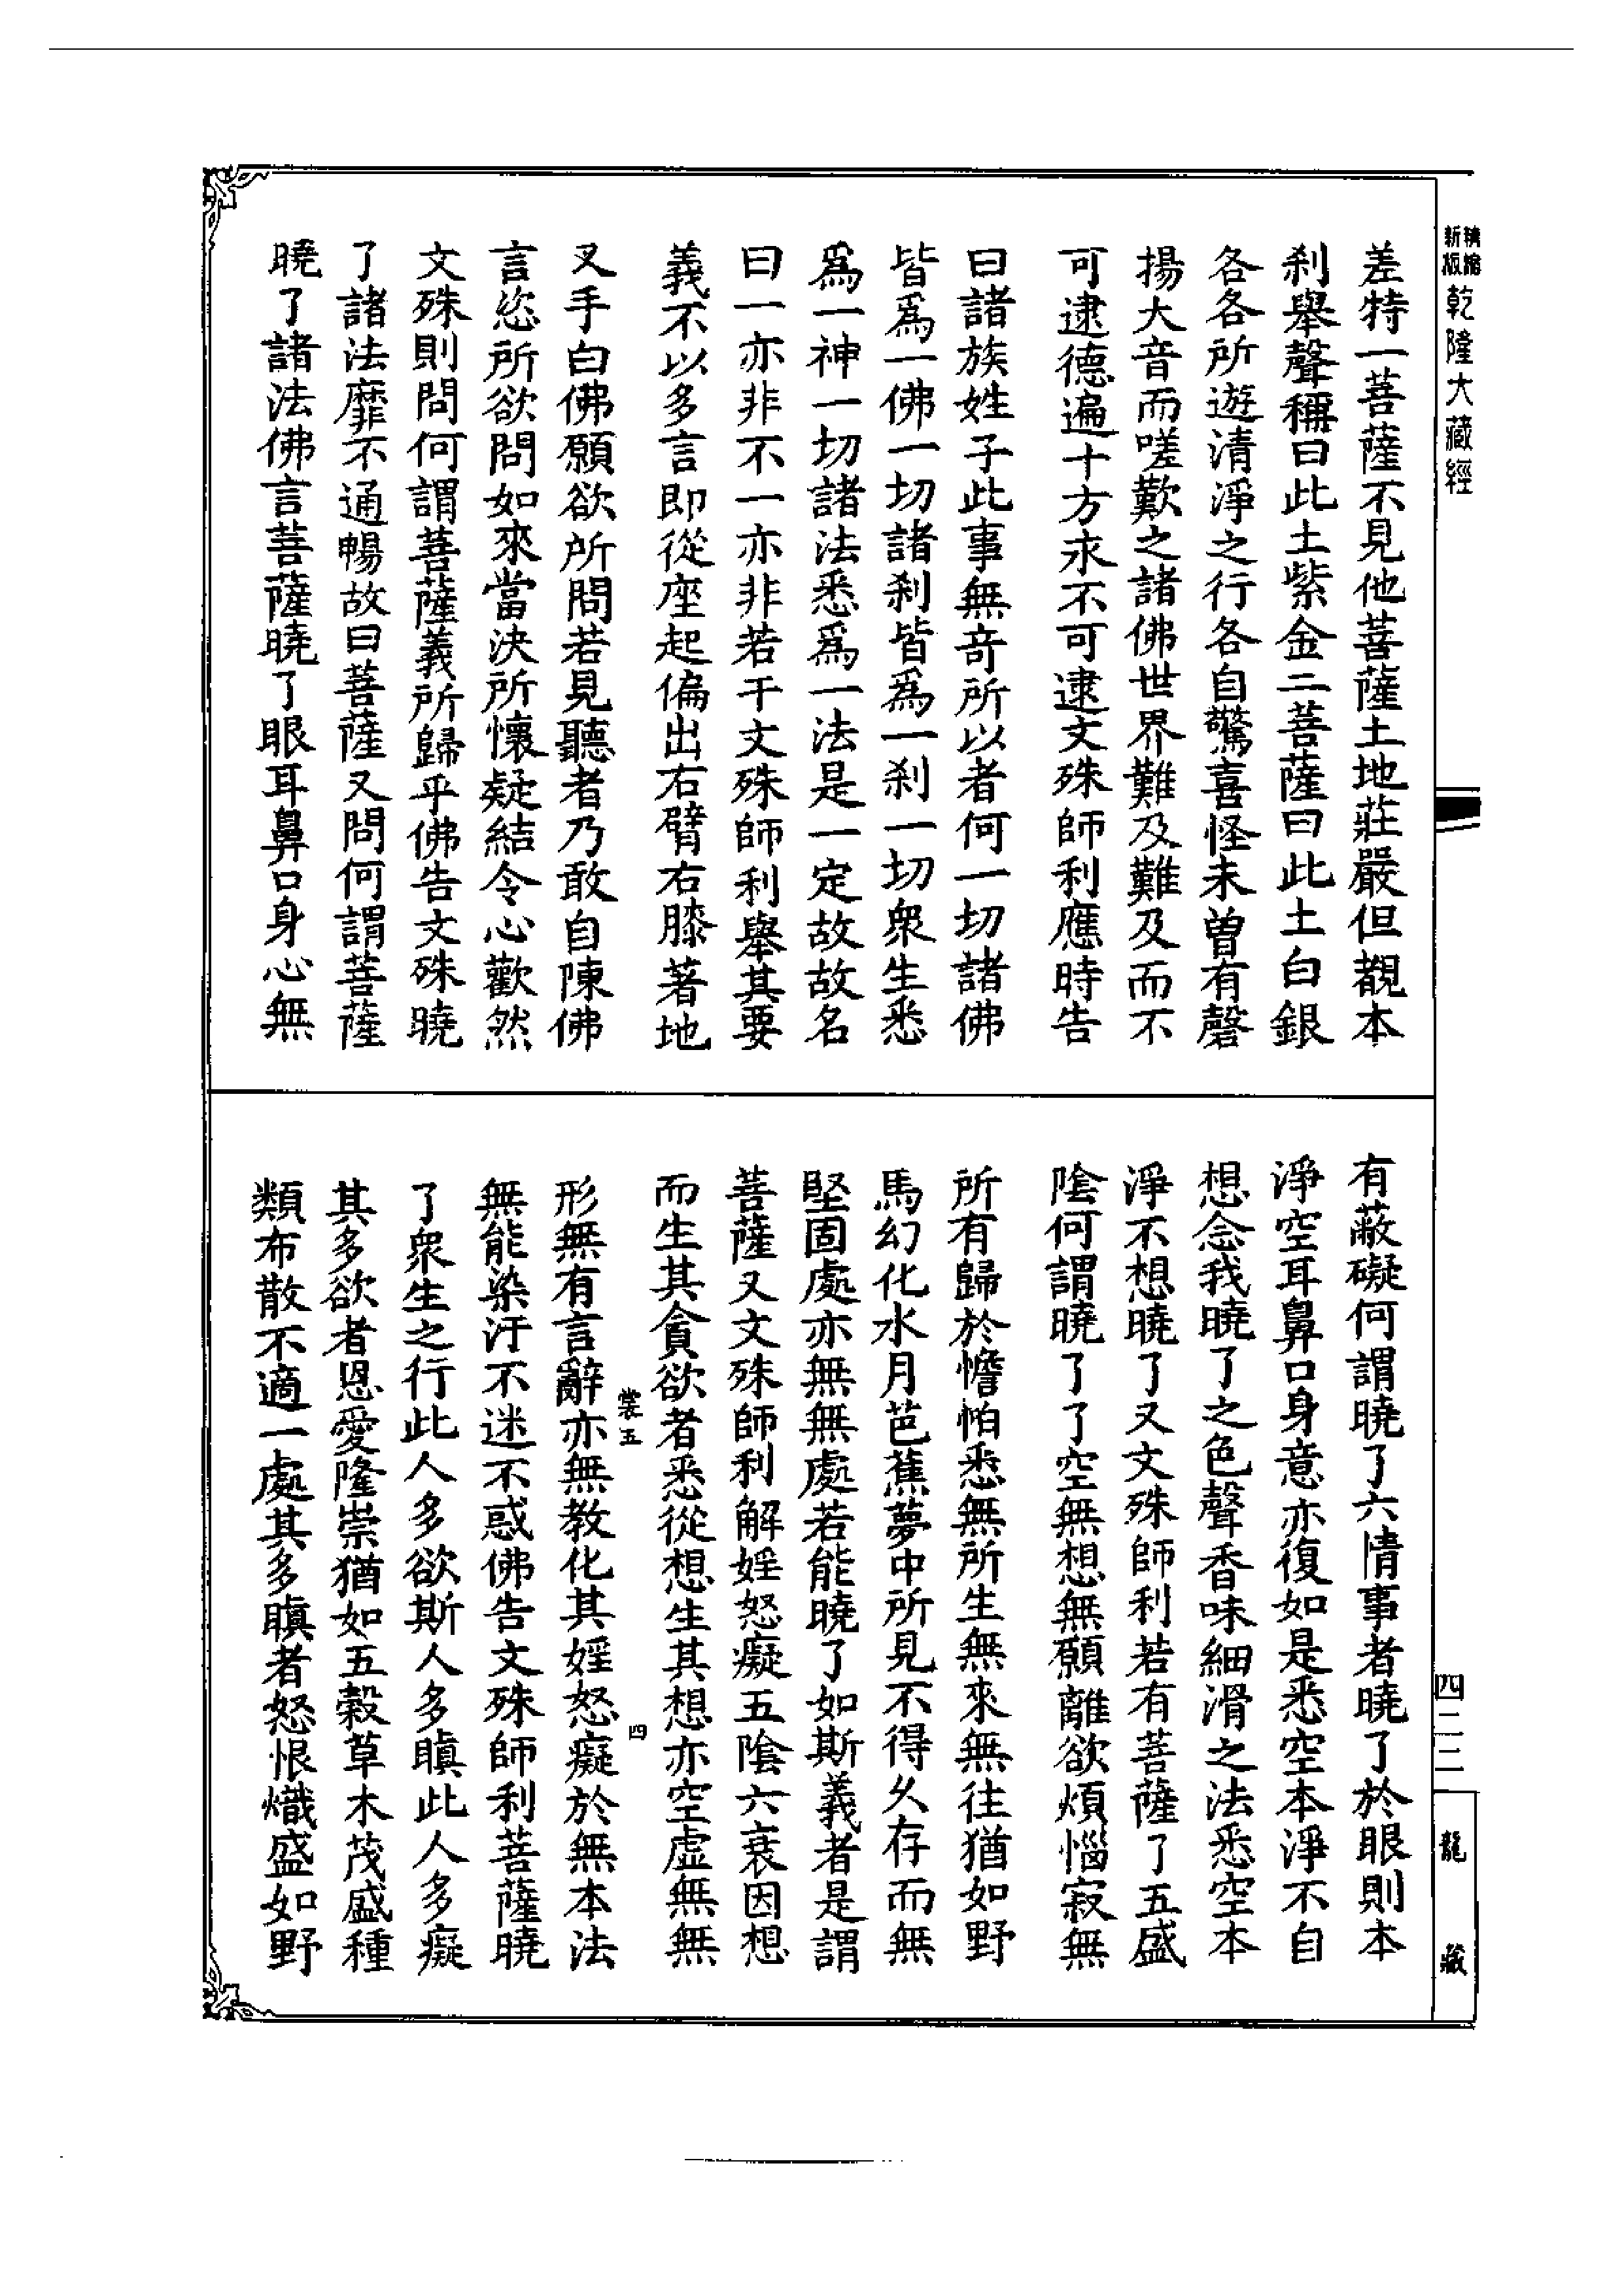 精縮新版乾隆大藏經
差特一菩薩不見他菩薩土地莊嚴但覩本
刹舉聲稱曰此土紫金二菩薩曰此土白銀
各各所遊清淨之行各自驚喜怪未曾有磬
揚大音而嗟歎之諸佛世界難及難及而不
可逮德遍十方求不可逮文殊師利應時告
曰諸族姓子此事無奇所以者何一切諸佛
皆爲一佛一切諸刹皆爲一刹一切衆生悉
爲一神一切諸法悉爲一法是一定故故名
曰一亦非不一亦非若干文殊師利舉其要
義不以多言即從座起偏出右臂右膝著地
叉手白佛願欲所問若見聽者乃敢自陳佛
言恣所欲問如來當決所懷疑結令心歡然
文殊則問何謂菩薩義所歸乎佛告文殊曉
了諸法靡不通暢故曰菩薩又問何謂菩薩
曉了諸法佛言菩薩曉了眼耳鼻口身心無
有蔽礙何謂曉了六情事者曉了於眼則本
淨空耳鼻口身意亦復如是悉空本淨不自
想念我曉了之色聲香味細滑之法悉空本
淨不想曉了又文殊師利若有菩薩了五盛
陰何謂曉了了空無想無願離欲煩惱寂無
所有歸於憺怕悉無所生無來無往猶如野
馬幻化水月芭蕉夢中所見不得久存而無
堅固處亦無無處若能曉了如斯義者是謂
菩薩又文殊師利解婬怒癡五陰六衰因想
而生其貪欲者悉從想生其想亦空虛無無
裳五
四
形無有言辭亦無教化其婬怒癡於無本法
無能染汙不迷不惑佛告文殊師利菩薩曉
了衆生之行此人多欲斯人多瞋此人多癡
其多欲者恩愛隆崇猶如五穀草木茂盛種
類布散不適一處其多瞋者怒恨熾盛如野
四二二
龍藏